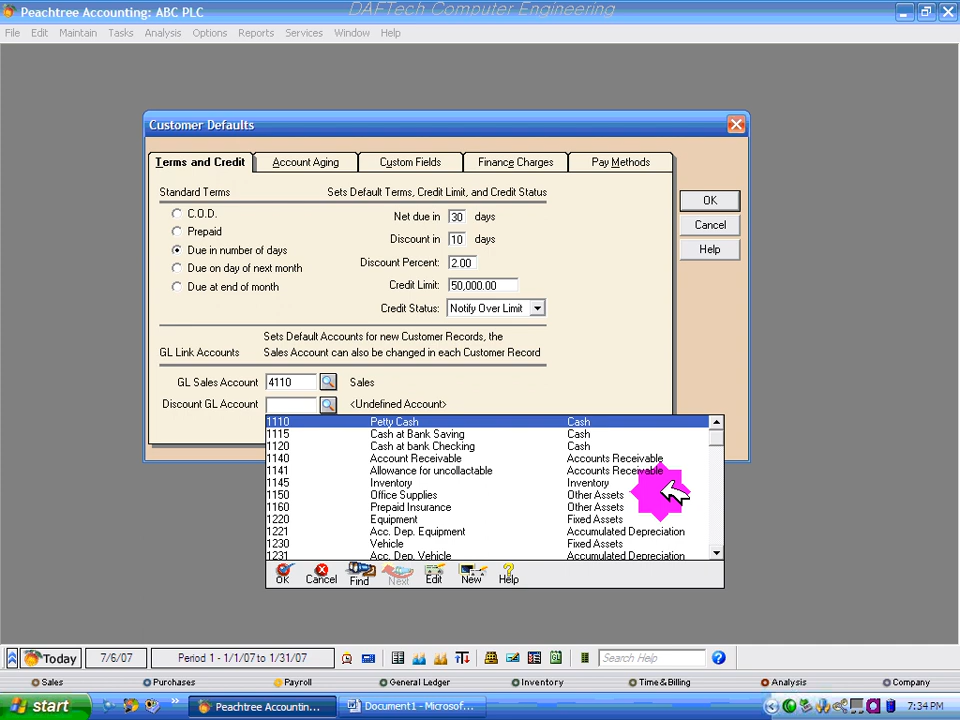 Peachtree Accounting: ABC PLC
DAFTech Computer Engineering
File Edit Maintain Tasks Analysis Options Reports Services Window Help
Customer Defaults
Terms and Credit Account Aging Custom Fields Finance Charges Pay Methods
Standard Terms Sets Default Terms, Credit Limit, and Credit Status
OK
C.O.D. Net due in 30 days
Prepaid Cancel
Due in number of days Discount in 10 days
Help
Due on day of next month Discount Percent: 2.00
Due at end of month Credit Limit: 50,000.00
Credit Status: Notify Over Limit
Sets Default Accounts for new Customer Records, the
GL Link Accounts Sales Account can also be changed in each Customer Record
GL Sales Account 4110 Sales
Discount GL Account <Undefined Account>
1110 Petty Cash Cash
1115 Cash at Bank Saving Cash
1120 Cash at bank Checking Cash
1140 Account Receivable Accounts Receivable
1141 Allowance for uncollactable Accounts Receivable
1145 Inventory Inventory
1150 Office Supplies Other Assets
1160 Prepaid Insurance Other Assets
1220 Equipment Fixed Assets
1221 Acc. Dep. Equipment Accumulated Depreciation
1230 Vehicle Fixed Assets
1231 Acc. Dep. Vehicle Accumulated Depreciation
OK Cancel Find Next Edit New Help
Today 7/6/07 Period 1 - 1/1/07 to 1/31/07 Search Help
Sales Purchases Payroll General Ledger Inventory Time & Billing Analysis Company
start Peachtree Accountin... Document1 - Microsof... 7:34 PM